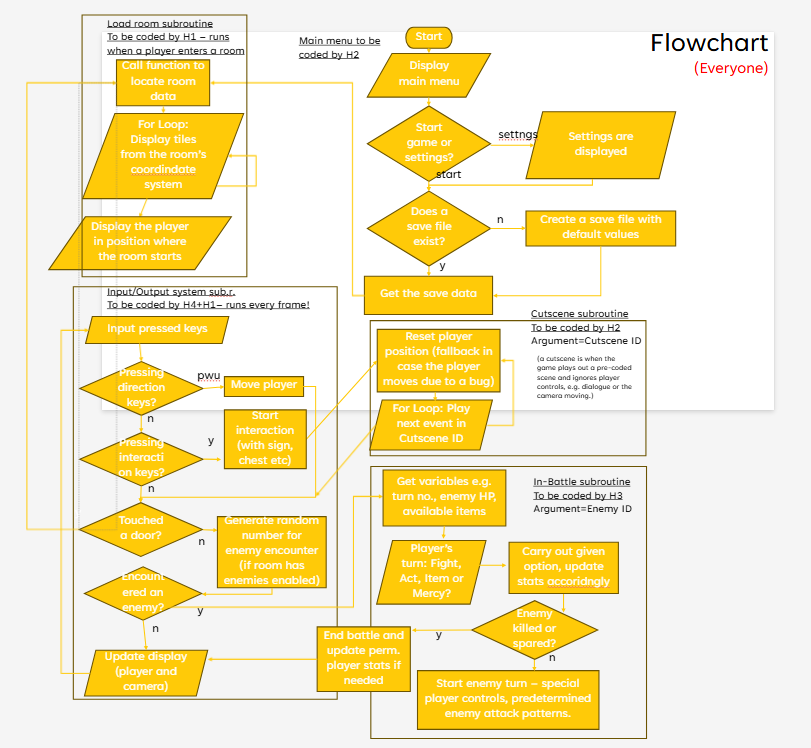 Flowchart
(Everyone)
Load room subroutine
To be coded by H1 – runs
when a player enters a room
Call function to
locate room
data
For Loop:
Display tiles
from the room's
coordindate
system
Display the player
in position where
the room starts
Main menu to be
coded by H2
Start
Display
main menu
Start
game or
settings?
settngs
Settings are
displayed
start
Does a
save file
exist?
n
Create a save file with
default values
y
Get the save data
Input/Output system sub.r.
To be coded by H4+H1– runs every frame!
Input pressed keys
Pressing
direction
keys?
pwu
Move player
n
Pressing
interacti
on keys?
y
Start
interaction
(with sign,
chest etc)
n
Touched
a door?
n
Generate random
number for
enemy encounter
(if room has
enemies enabled)
Encount
ered an
enemy?
y
n
Update display
(player and
camera)
Cutscene subroutine
To be coded by H2
Argument=Cutscene ID
(a cutscene is when the
game plays out a pre-coded
scene and ignores player
controls, e.g. dialogue or the
camera moving.)
Reset player
position (fallback in
case the player
moves due to a bug)
For Loop: Play
next event in
Cutscene ID
In-Battle subroutine
To be coded by H3
Argument=Enemy ID
Get variables e.g.
turn no., enemy HP,
available items
Player's
turn: Fight,
Act, Item or
Mercy?
Carry out given
option, update
stats accoridngly
Enemy
killed or
spared?
y
n
End battle and
update perm.
player stats if
needed
Start enemy turn – special
player controls, predetermined
enemy attack patterns.